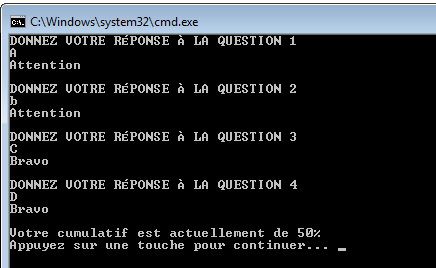 C:\Windows\system32\cmd.exe
DONNEZ VOTRE RÉPONSE À LA QUESTION 1
A
Attention
DONNEZ VOTRE RÉPONSE À LA QUESTION 2
b
Attention
DONNEZ VOTRE RÉPONSE À LA QUESTION 3
C
Bravo
DONNEZ VOTRE RÉPONSE À LA QUESTION 4
D
Bravo
Votre cumulatif est actuellement de 50%
Appuyez sur une touche pour continuer... _